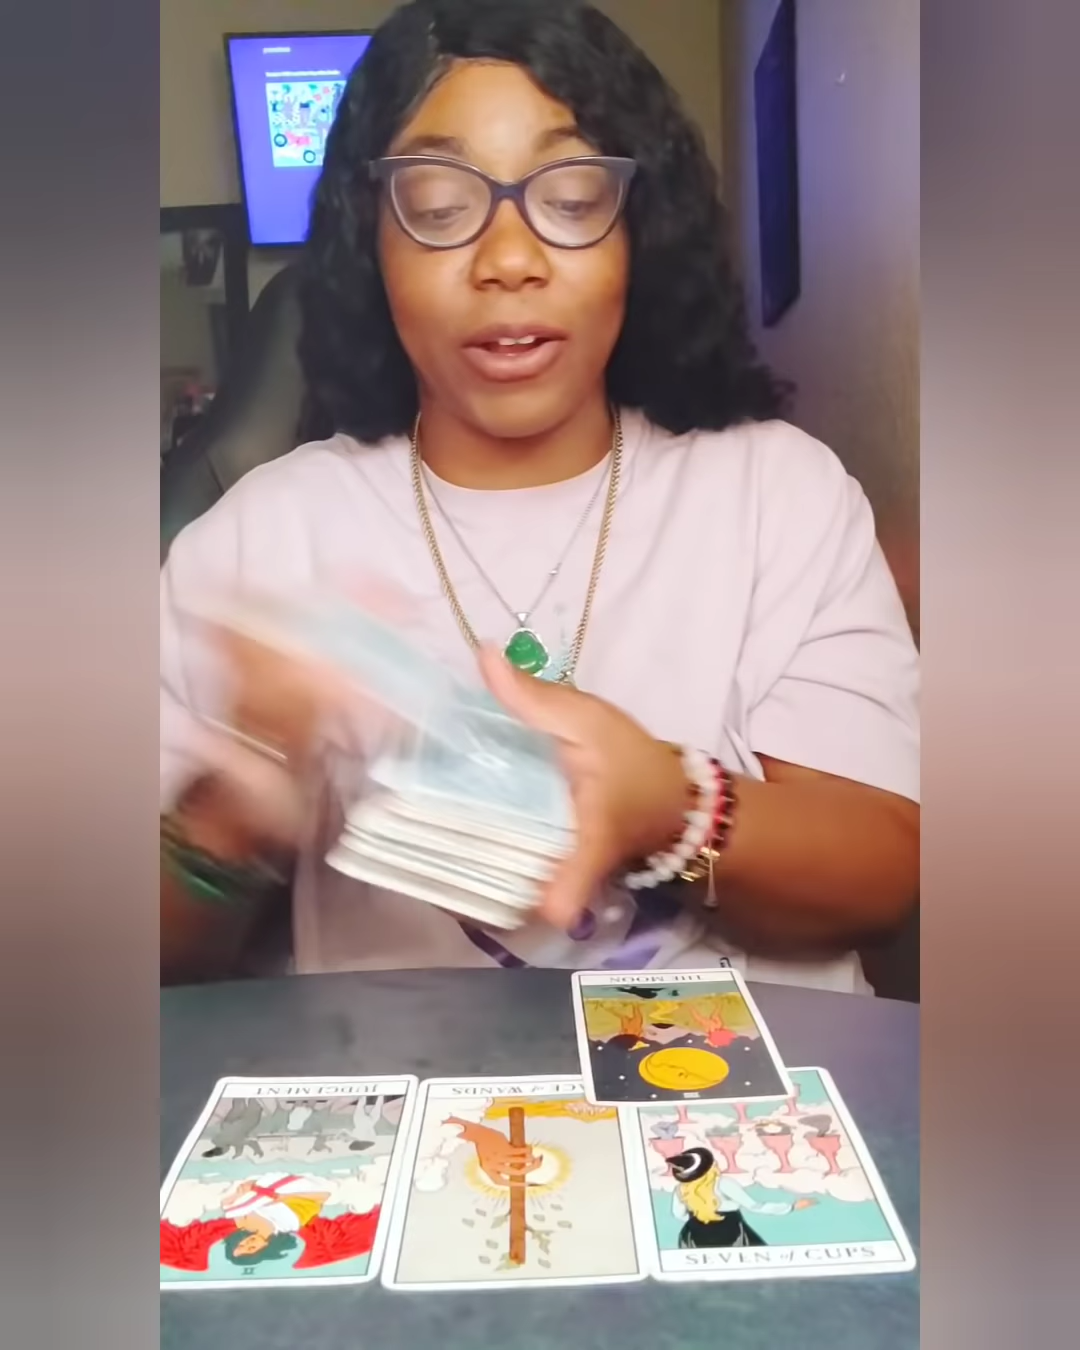 THE MOON
JUDGEMENT
ACE of WANDS
SEVEN of CUPS